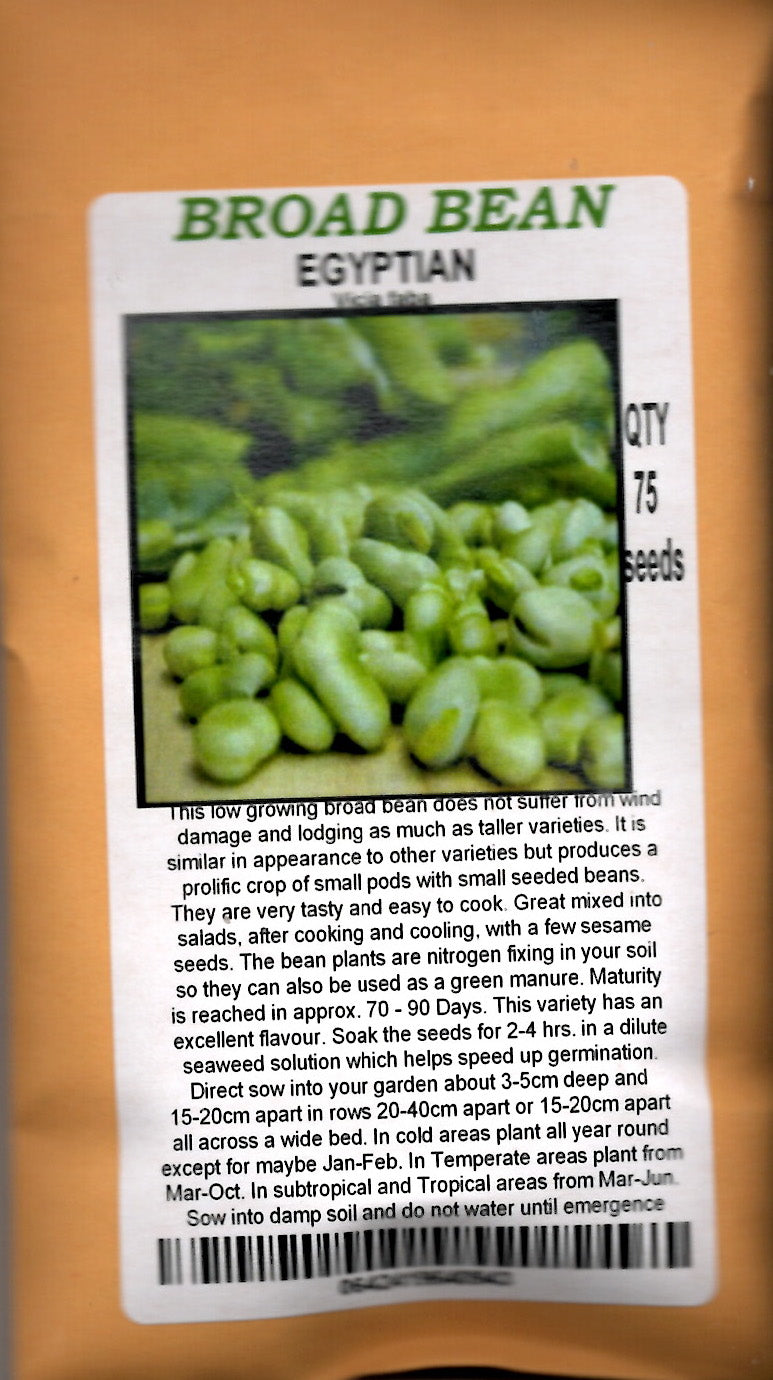 BROAD BEAN
EGYPTIAN
Vicia faba
QTY
75
seeds
This low growing broad bean does not suffer from wind
damage and lodging as much as taller varieties. It is
similar in appearance to other varieties but produces a
prolific crop of small pods with small seeded beans.
They are very tasty and easy to cook. Great mixed into
salads, after cooking and cooling, with a few sesame
seeds. The bean plants are nitrogen fixing in your soil
so they can also be used as a green manure. Maturity
is reached in approx. 70 - 90 Days. This variety has an
excellent flavour. Soak the seeds for 2-4 hrs. in a dilute
seaweed solution which helps speed up germination.
Direct sow into your garden about 3-5cm deep and
15-20cm apart in rows 20-40cm apart or 15-20cm apart
all across a wide bed. In cold areas plant all year round
except for maybe Jan-Feb. In Temperate areas plant from
Mar-Oct. In subtropical and Tropical areas from Mar-Jun.
Sow into damp soil and do not water until emergence